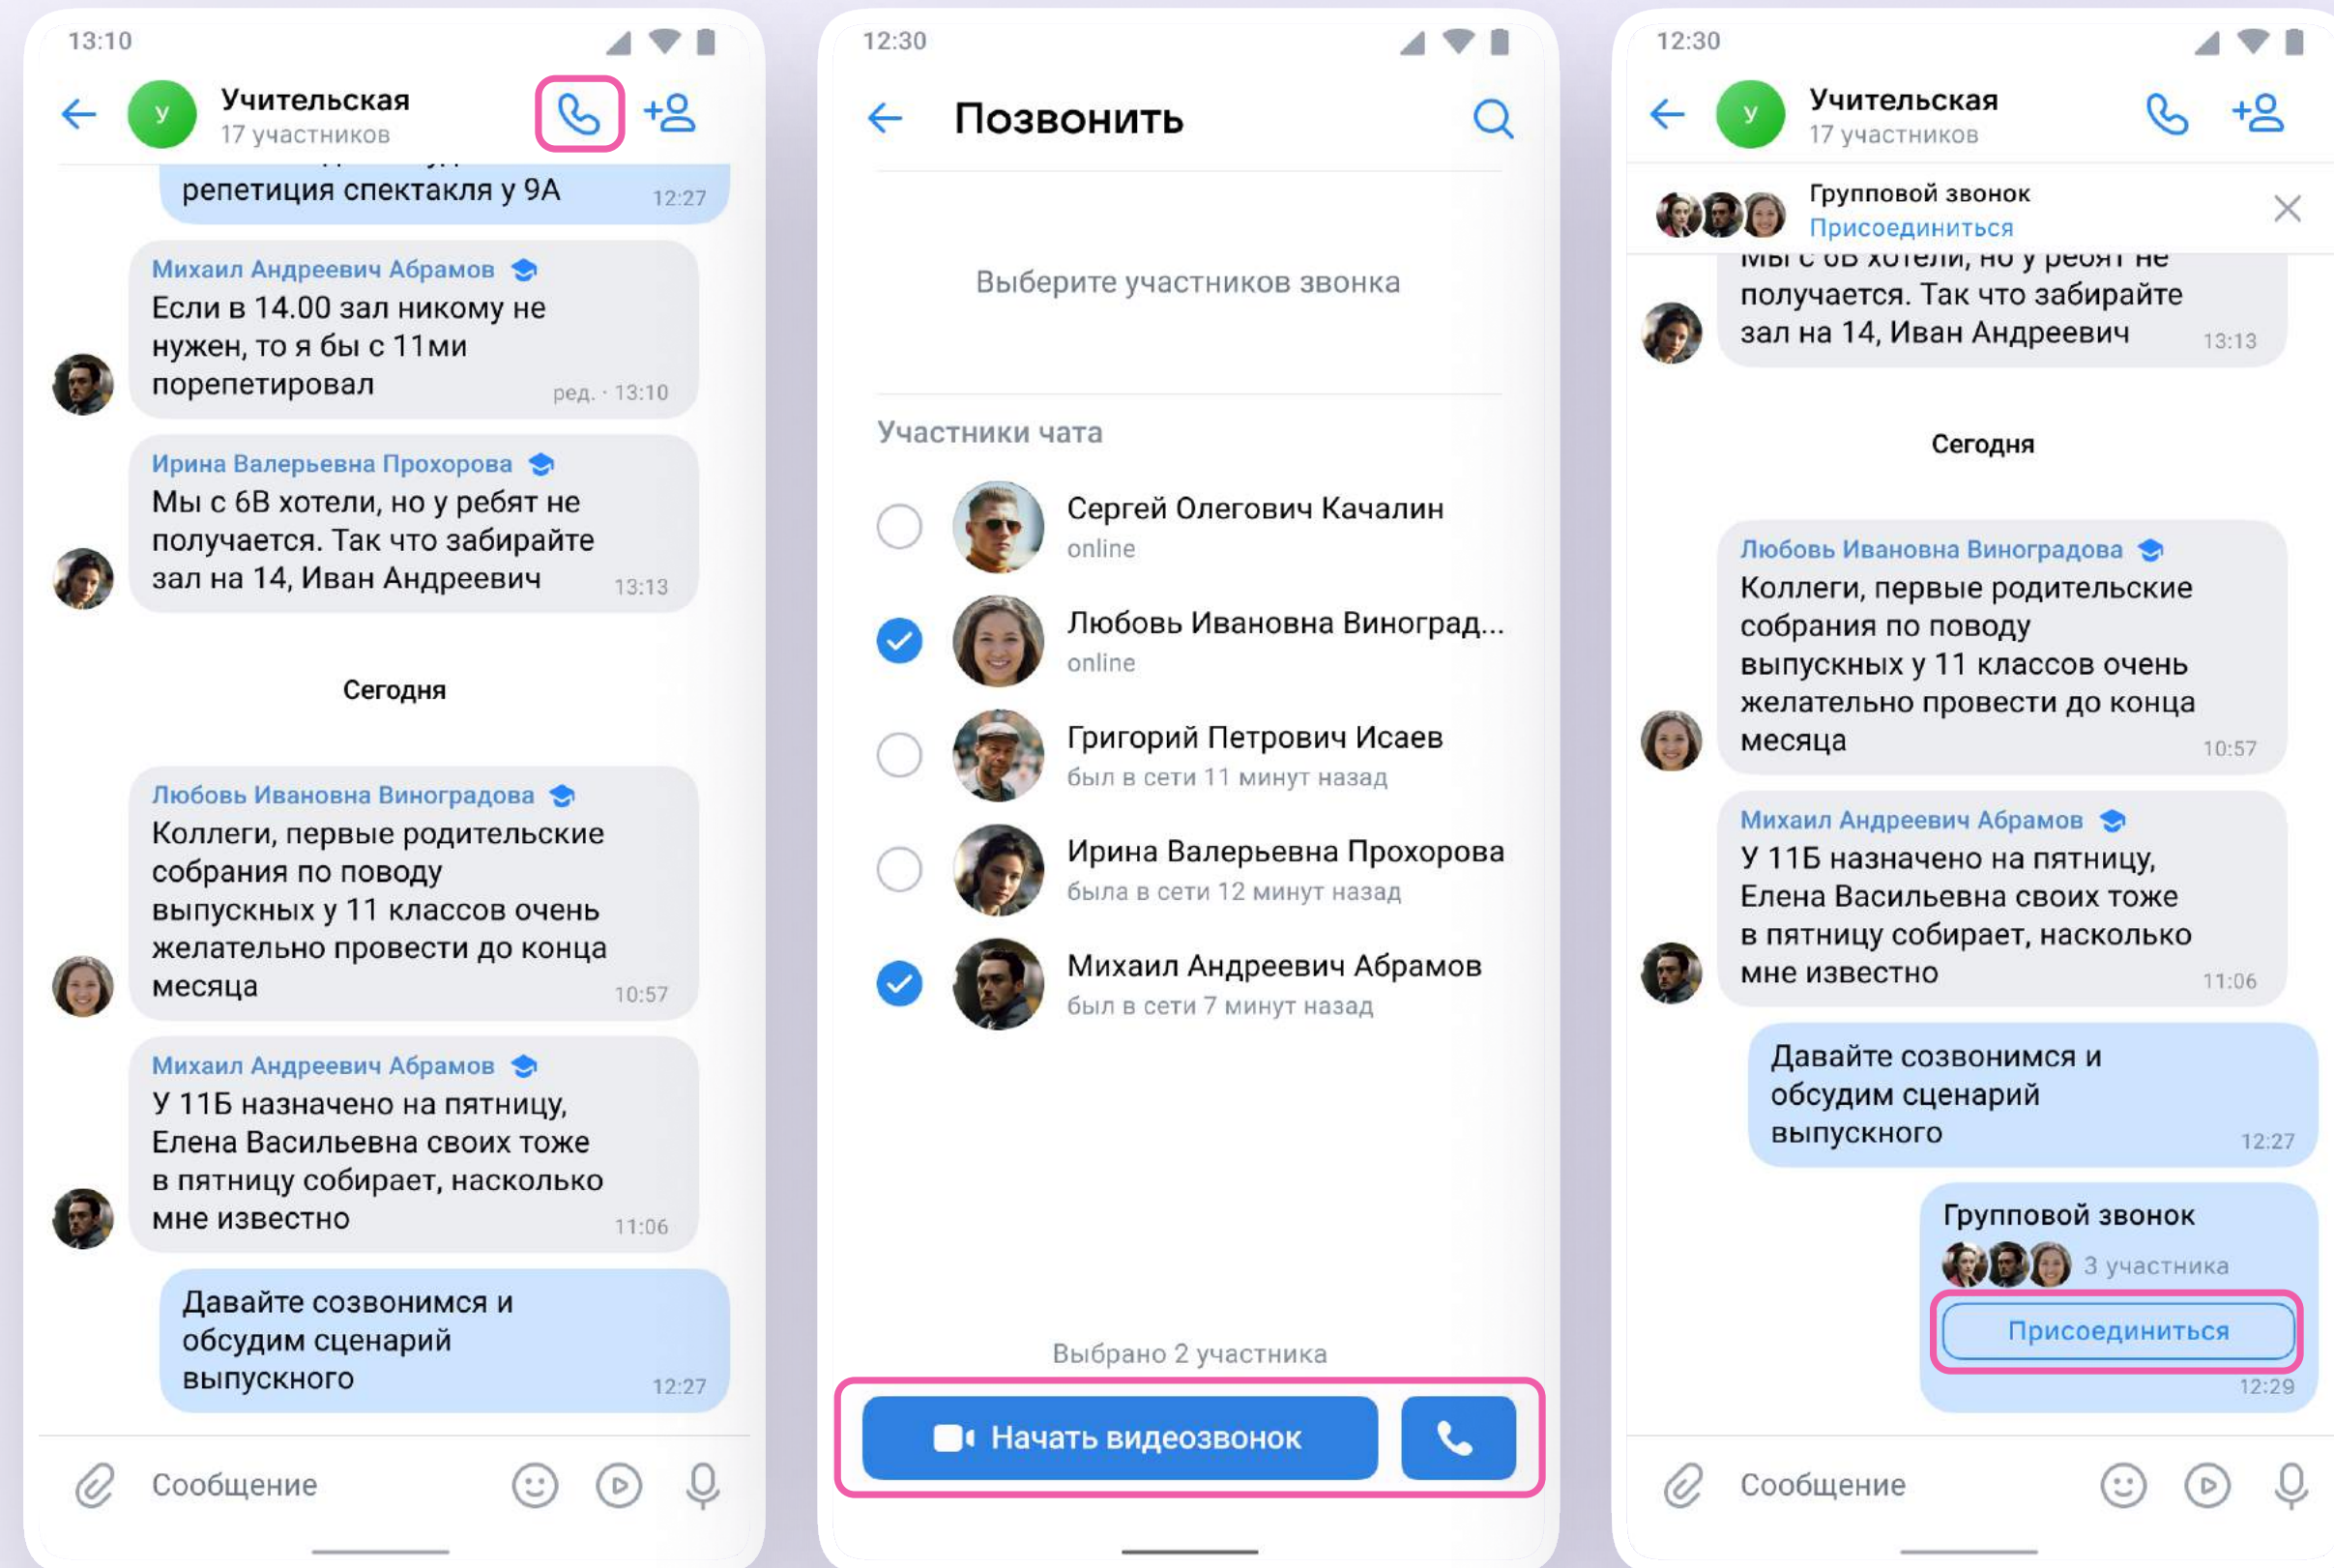 13:10
У
Учительская
17 участников
репетиция спектакля у 9А
12:27
Михаил Андреевич Абрамов
Если в 14.00 зал никому не
нужен, то я бы с 11ми
порепетировал
ред. · 13:10
Ирина Валерьевна Прохорова
Мы с 6В хотели, но у ребят не
получается. Так что забирайте
зал на 14, Иван Андреевич
13:13
Сегодня
Любовь Ивановна Виноградова
Коллеги, первые родительские
собрания по поводу
выпускных у 11 классов очень
желательно провести до конца
месяца
10:57
Михаил Андреевич Абрамов
У 11Б назначено на пятницу,
Елена Васильевна своих тоже
в пятницу собирает, насколько
мне известно
11:06
Давайте созвонимся и
обсудим сценарий
выпускного
12:27
Сообщение
12:30
Позвонить
Выберите участников звонка
Участники чата
Сергей Олегович Качалин
online
Любовь Ивановна Виноград...
online
Григорий Петрович Исаев
был в сети 11 минут назад
Ирина Валерьевна Прохорова
была в сети 12 минут назад
Михаил Андреевич Абрамов
был в сети 7 минут назад
Выбрано 2 участника
Начать видеозвонок
12:30
У
Учительская
17 участников
Групповой звонок
Присоединиться
Мы с 6В хотели, но у ребят не
получается. Так что забирайте
зал на 14, Иван Андреевич
13:13
Сегодня
Любовь Ивановна Виноградова
Коллеги, первые родительские
собрания по поводу
выпускных у 11 классов очень
желательно провести до конца
месяца
10:57
Михаил Андреевич Абрамов
У 11Б назначено на пятницу,
Елена Васильевна своих тоже
в пятницу собирает, насколько
мне известно
11:06
Давайте созвонимся и
обсудим сценарий
выпускного
12:27
Групповой звонок
3 участника
Присоединиться
12:29
Сообщение